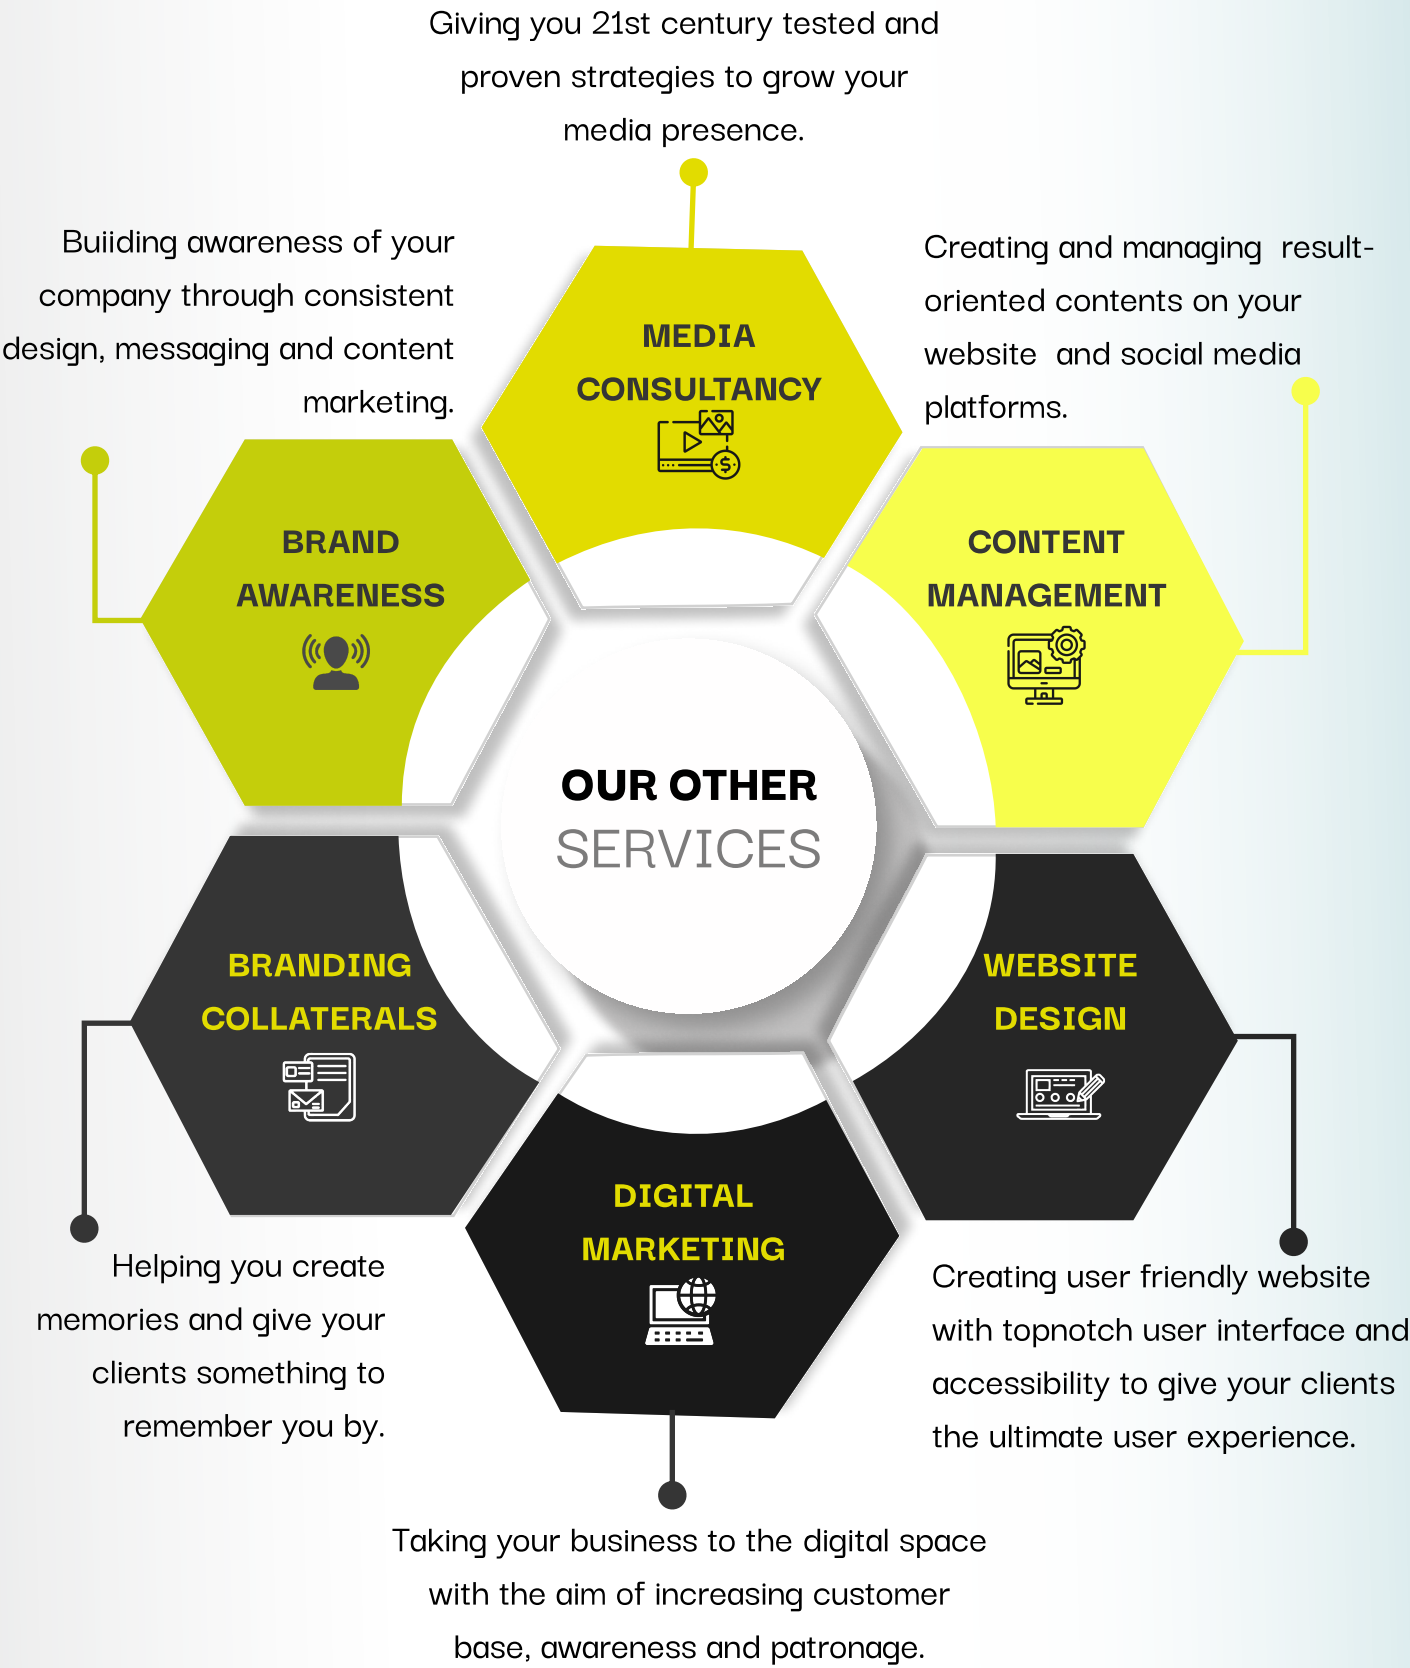 Giving you 21st century tested and
proven strategies to grow your
media presence.
MEDIA
CONSULTANCY
Buiiding awareness of your
company through consistent
design, messaging and content
marketing.
BRAND
AWARENESS
Creating and managing  result-
oriented contents on your
website  and social media
platforms.
CONTENT
MANAGEMENT
OUR OTHER
SERVICES
BRANDING
COLLATERALS
Helping you create
memories and give your
clients something to
remember you by.
WEBSITE
DESIGN
Creating user friendly website
with topnotch user interface and
accessibility to give your clients
the ultimate user experience.
DIGITAL
MARKETING
Taking your business to the digital space
with the aim of increasing customer
base, awareness and patronage.